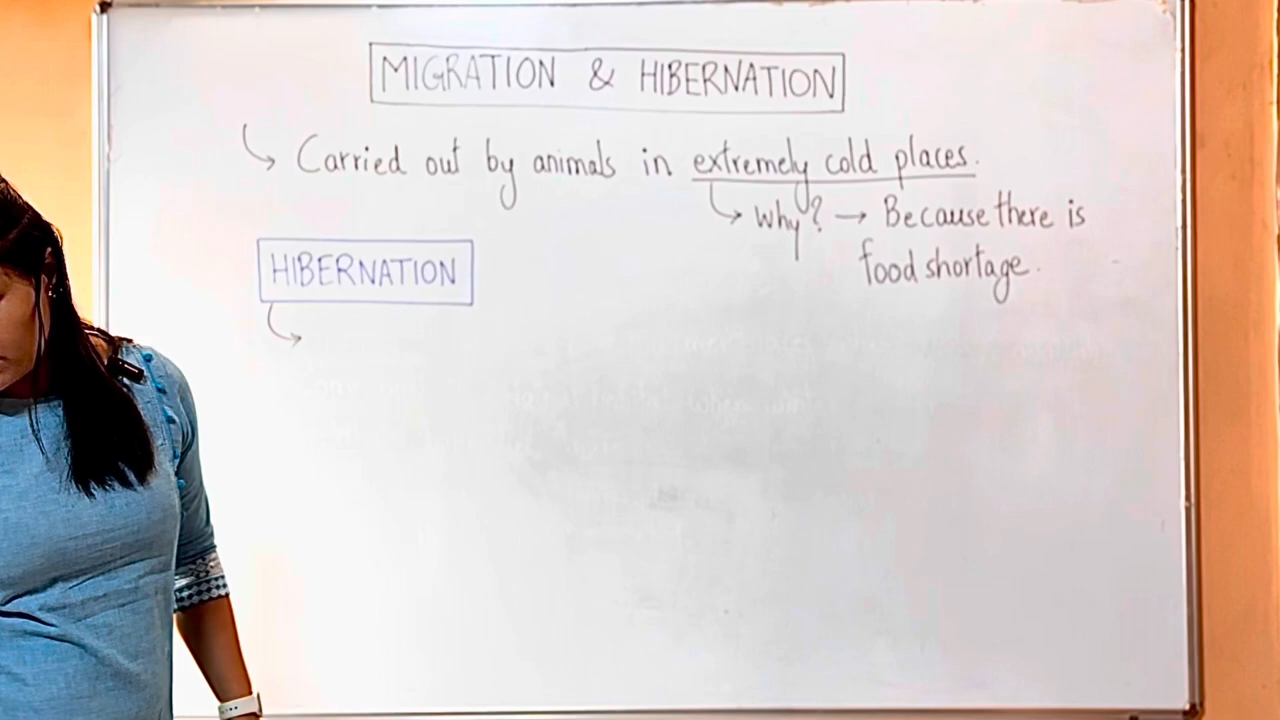 MIGRATION & HIBERNATION
↳ Carried out by animals in extremely cold places.
↳ Why? → Because there is
food shortage.
HIBERNATION
↳